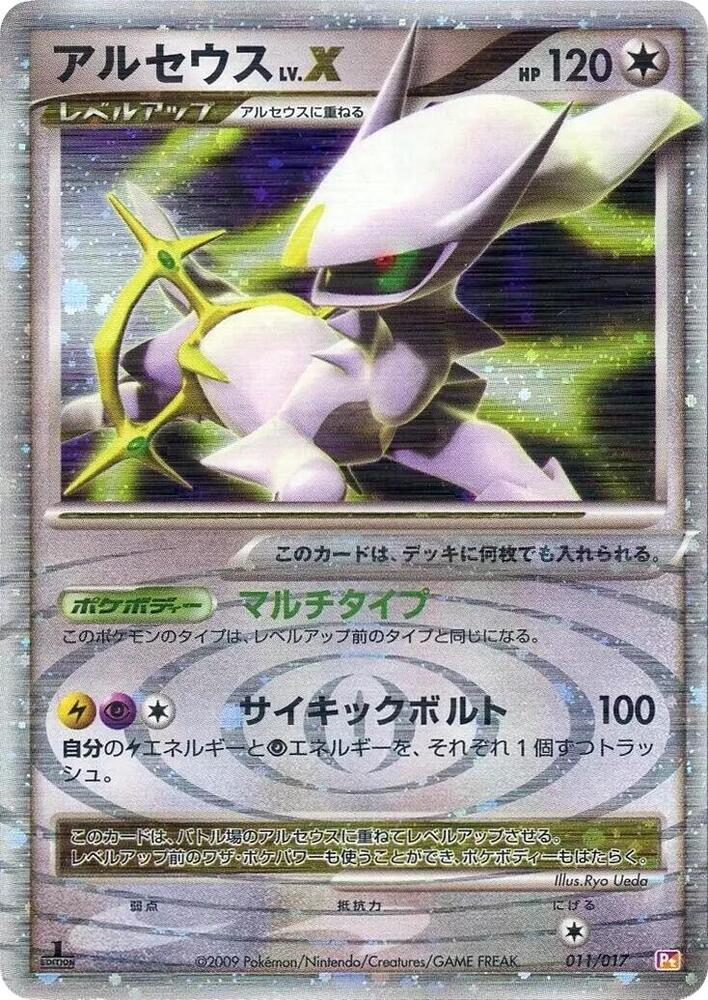 アルセウス LV.X HP 120
レベルアップ アルセウスに重ねる
このカードは、デッキに何枚でも入れられる。
ポケボディー マルチタイプ
このポケモンのタイプは、レベルアップ前のタイプと同じになる。
サイキックボルト 100
自分のエネルギーとエネルギーを、それぞれ1個ずつトラッ
シュ。
このカードは、バトル場のアルセウスに重ねてレベルアップさせる。
レベルアップ前のワザ・ポケパワーも使うことができ、ポケボディーもはたらく。
Illus.Ryo Ueda
弱点 抵抗力 にげる
1 EDITION ©2009 Pokémon/Nintendo/Creatures/GAME FREAK. 011/017 Pt